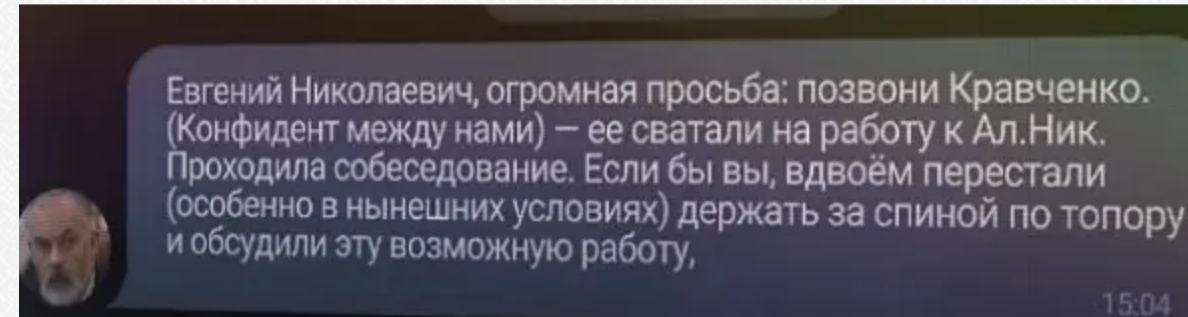 Евгений Николаевич, огромная просьба: позвони Кравченко.
(Конфидент между нами) – ее сватали на работу к Ал.Ник.
Проходила собеседование. Если бы вы, вдвоём перестали
(особенно в нынешних условиях) держать за спиной по топору
и обсудили эту возможную работу,
15:04